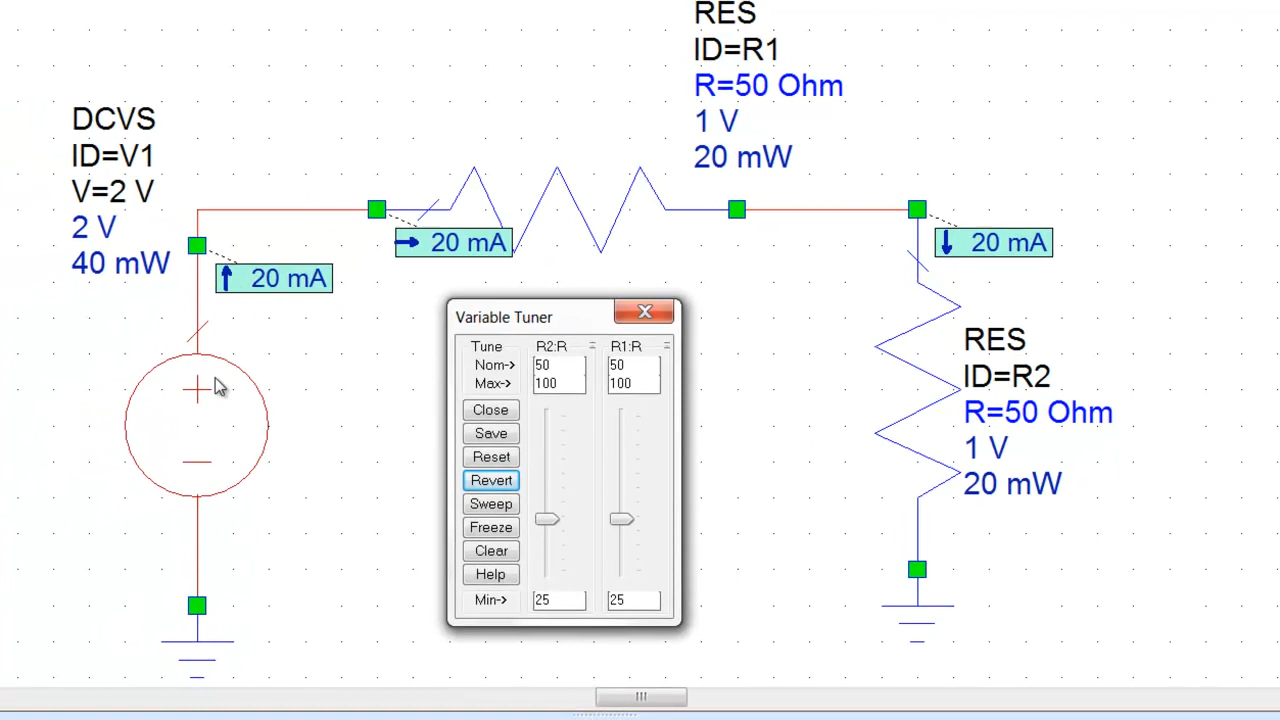 RES
ID=R1
R=50 Ohm
1 V
20 mW
DCVS
ID=V1
V=2 V
2 V
40 mW
20 mA
20 mA
20 mA
Variable Tuner
Tune R2:R R1:R
Nom-> 50 50
Max-> 100 100
Close
Save
Reset
Revert
Sweep
Freeze
Clear
Help
Min-> 25 25
RES
ID=R2
R=50 Ohm
1 V
20 mW